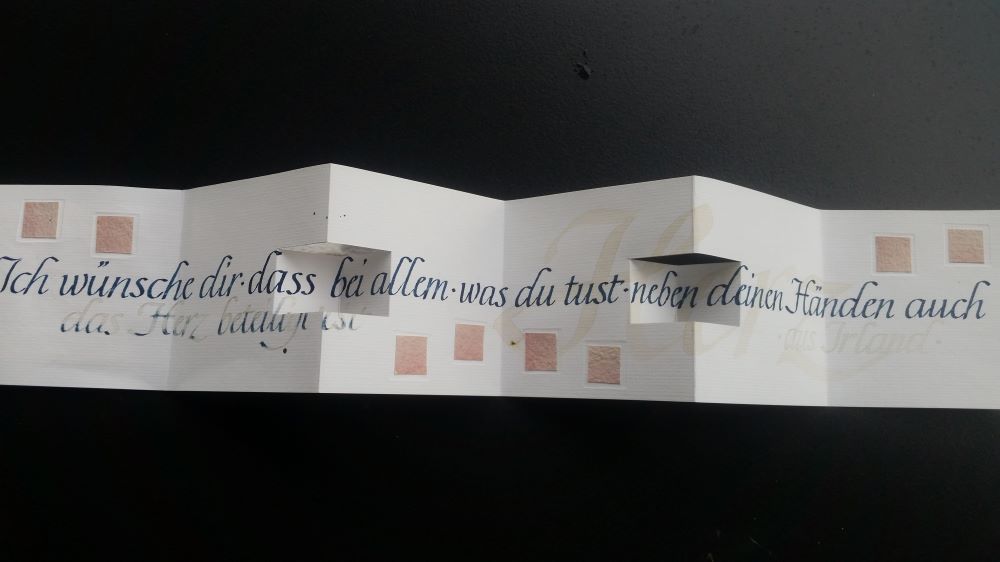 Ich wünsche dir·dass bei allem·was du tust·neben deinen Händen auch
das Herz beteiligt ist
Herz
·aus Irland·